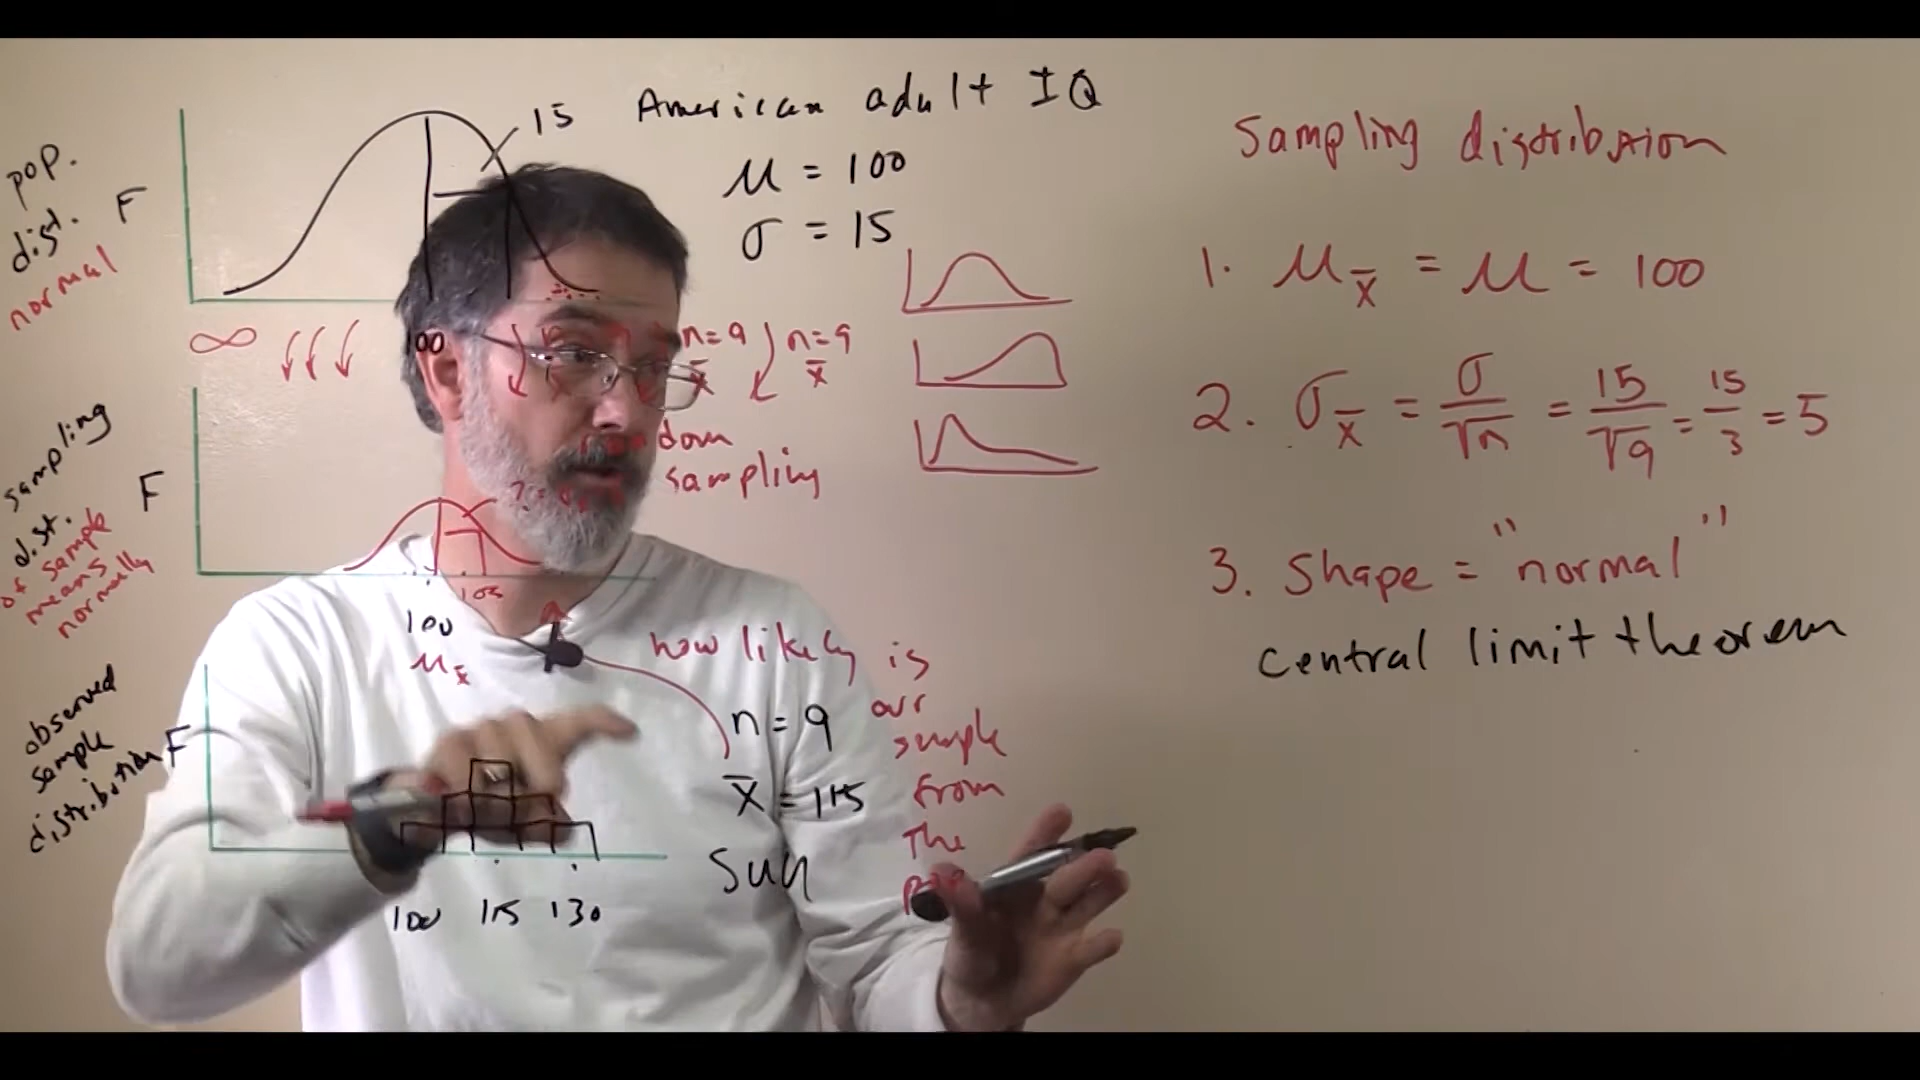 American adult IQ
μ = 100
σ = 15
15
pop.
dist.
normal
F
100
∞
n=9
x̄
n=9
x̄
random
sampling
sampling
dist.
of sample
means
normally
F
105
100
μx̄
how likely is
our
sample
from
the
observed
sample
distribution
F
n=9
x̄ = 115
100 115 130
Sampling distribution
1. μx̄ = μ = 100
2. σx̄ = σ/√n = 15/√9 = 15/3 = 5
3. Shape = "normal"
central limit theorem